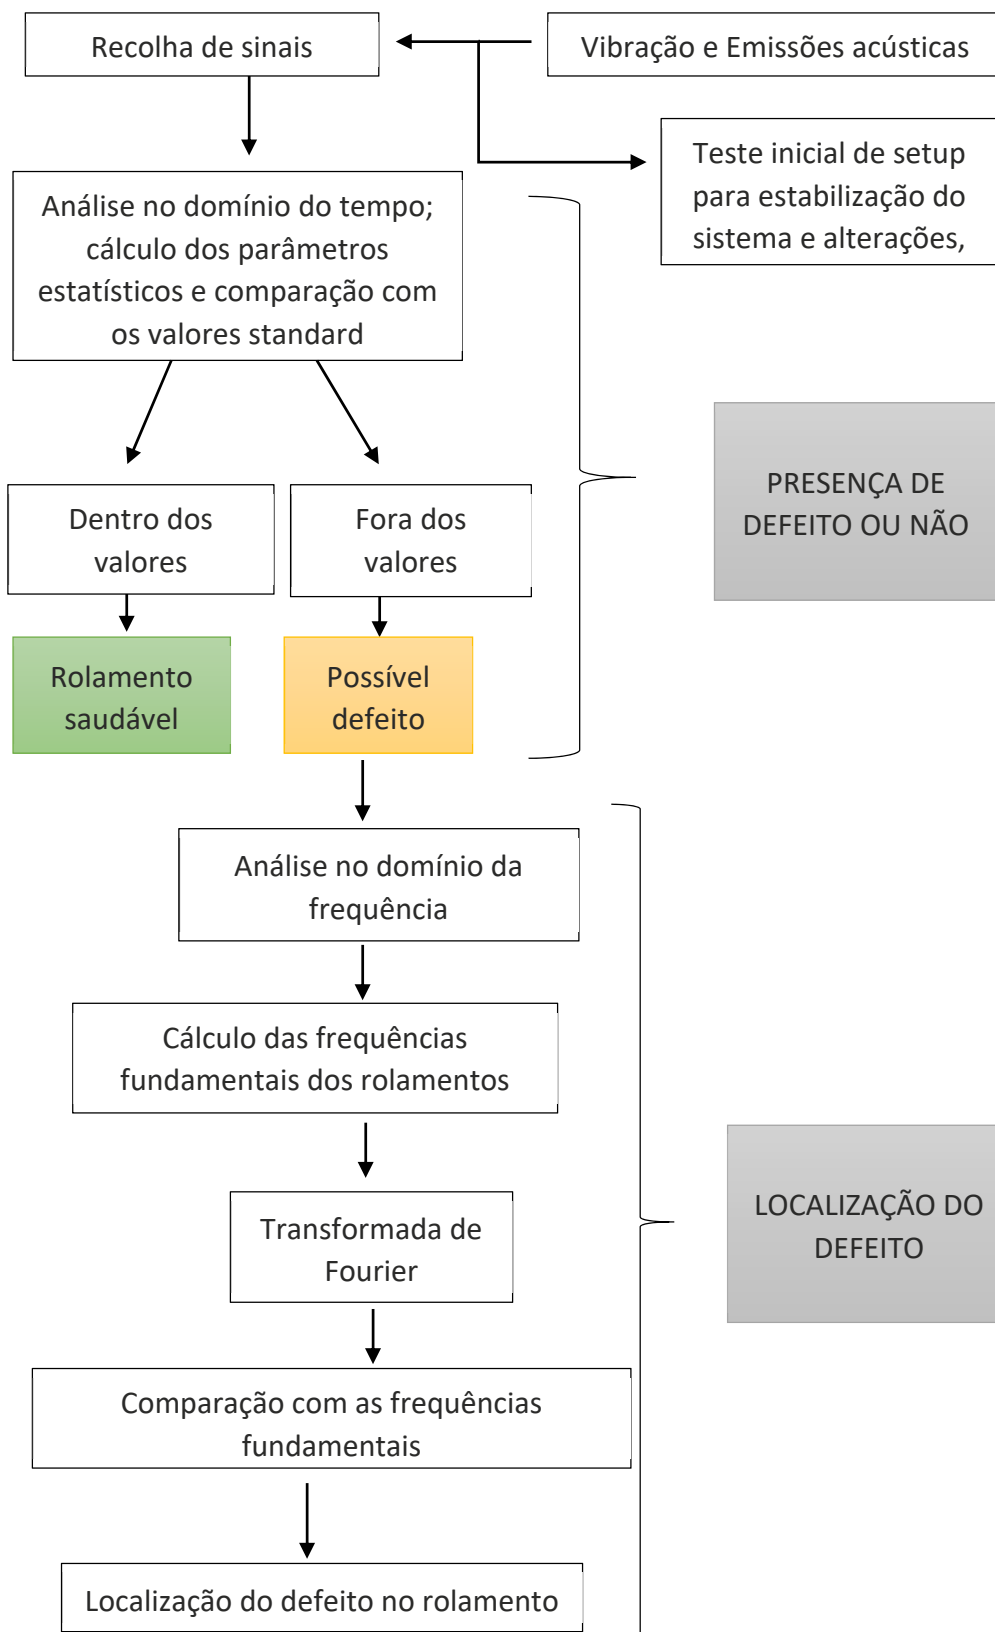 Recolha de sinais
Vibração e Emissões acústicas
Teste inicial de setup
para estabilização do
sistema e alterações,
Análise no domínio do tempo;
cálculo dos parâmetros
estatísticos e comparação com
os valores standard
PRESENÇA DE
DEFEITO OU NÃO
Dentro dos
valores
Fora dos
valores
Rolamento
saudável
Possível
defeito
Análise no domínio da
frequência
Cálculo das frequências
fundamentais dos rolamentos
LOCALIZAÇÃO DO
DEFEITO
Transformada de
Fourier
Comparação com as frequências
fundamentais
Localização do defeito no rolamento